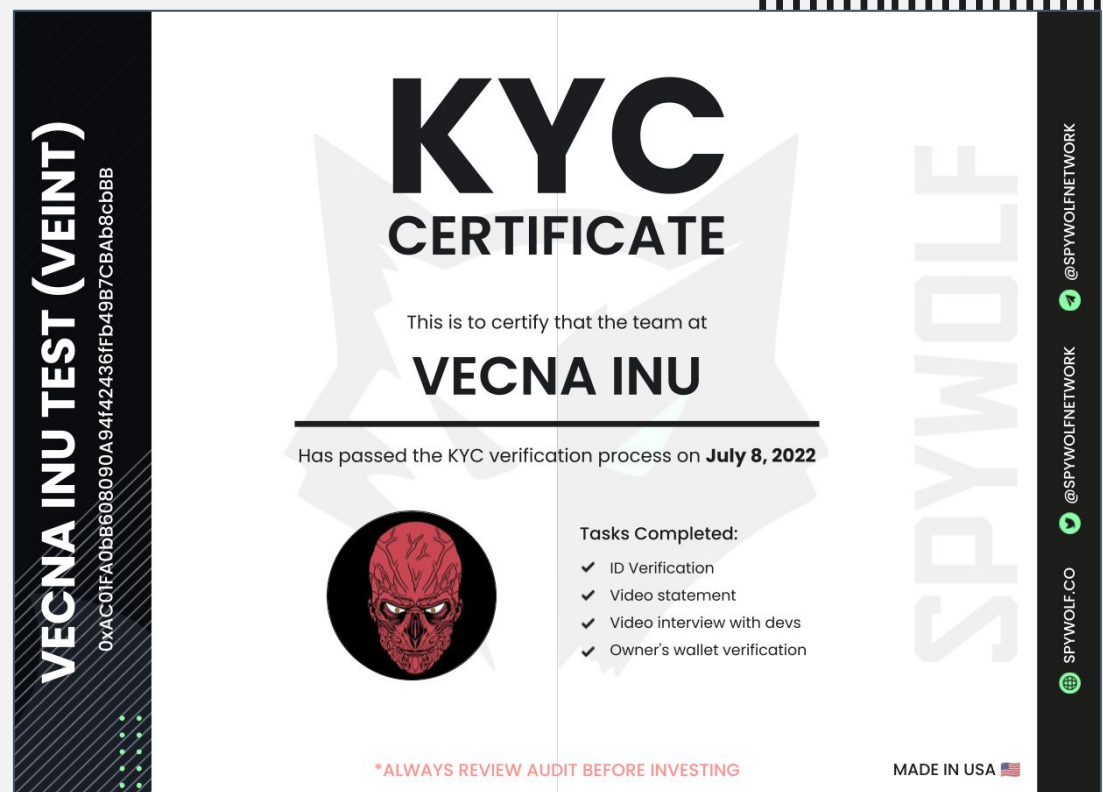 VECNA INU TEST (VEINT)
0xAC01FA0bB608090A94f42436fFb49B7CBAb8cbBB
KYC
CERTIFICATE
This is to certify that the team at
VECNA INU
Has passed the KYC verification process on July 8, 2022
Tasks Completed:
ID Verification
Video statement
Video interview with devs
Owner's wallet verification
*ALWAYS REVIEW AUDIT BEFORE INVESTING
MADE IN USA
SPYWOLF
SPYWOLF.CO
@SPYWOLFNETWORK
@SPYWOLFNETWORK